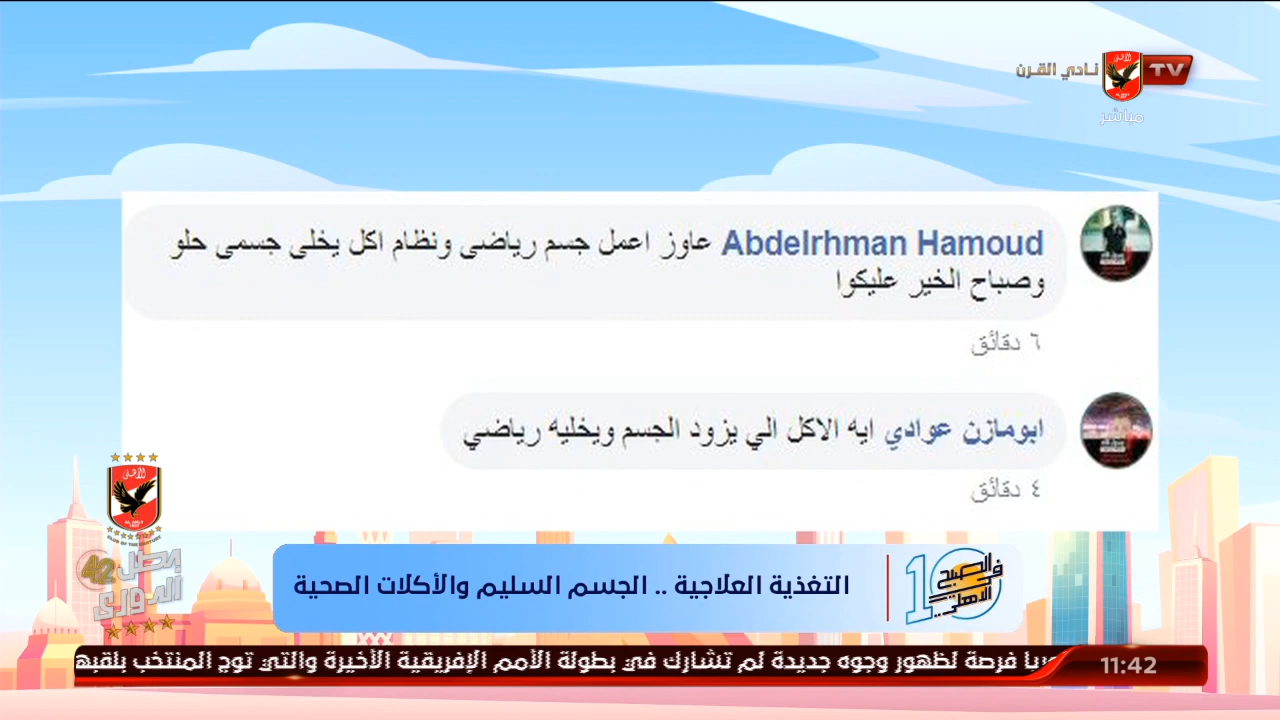 نادي القرن
TV
مباشر
Abdelrhman Hamoud عاوز اعمل جسم رياضى ونظام اكل يخلى جسمى حلو
وصباح الخير عليكوا
٦ دقائق
ابومازن عوادي ايه الاكل الي يزود الجسم ويخليه رياضي
٤ دقائق
بطل
42
الدوري
التغذية العلاجية .. الجسم السليم والأكلات الصحية
10
الصبح
في
الاهلي..
فرصة لظهور وجوه جديدة لم تشارك في بطولة الأمم الإفريقية الأخيرة والتي توج المنتخب بلقبه
11:42